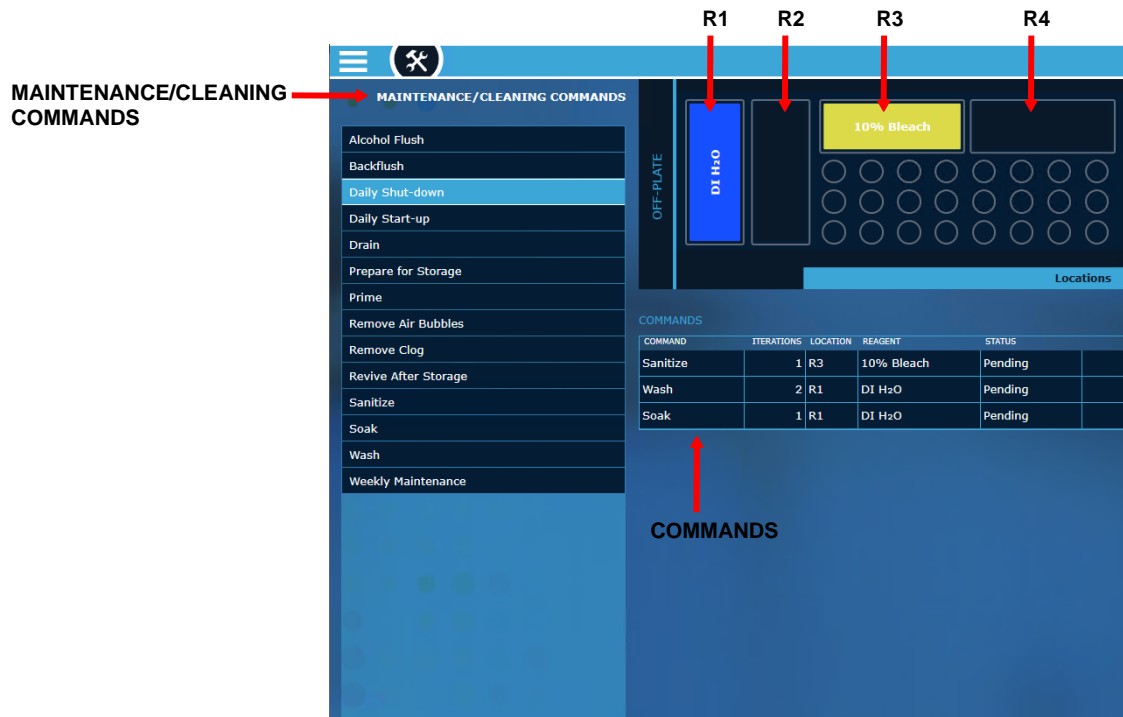 R1 R2 R3 R4
MAINTENANCE/CLEANING
COMMANDS
MAINTENANCE/CLEANING COMMANDS
Alcohol Flush
Backflush
Daily Shut-down
Daily Start-up
Drain
Prepare for Storage
Prime
Remove Air Bubbles
Remove Clog
Revive After Storage
Sanitize
Soak
Wash
Weekly Maintenance
OFF-PLATE
DI H₂O
10% Bleach
Locations
COMMANDS
COMMAND ITERATIONS LOCATION REAGENT STATUS
Sanitize 1 R3 10% Bleach Pending
Wash 2 R1 DI H₂O Pending
Soak 1 R1 DI H₂O Pending
COMMANDS